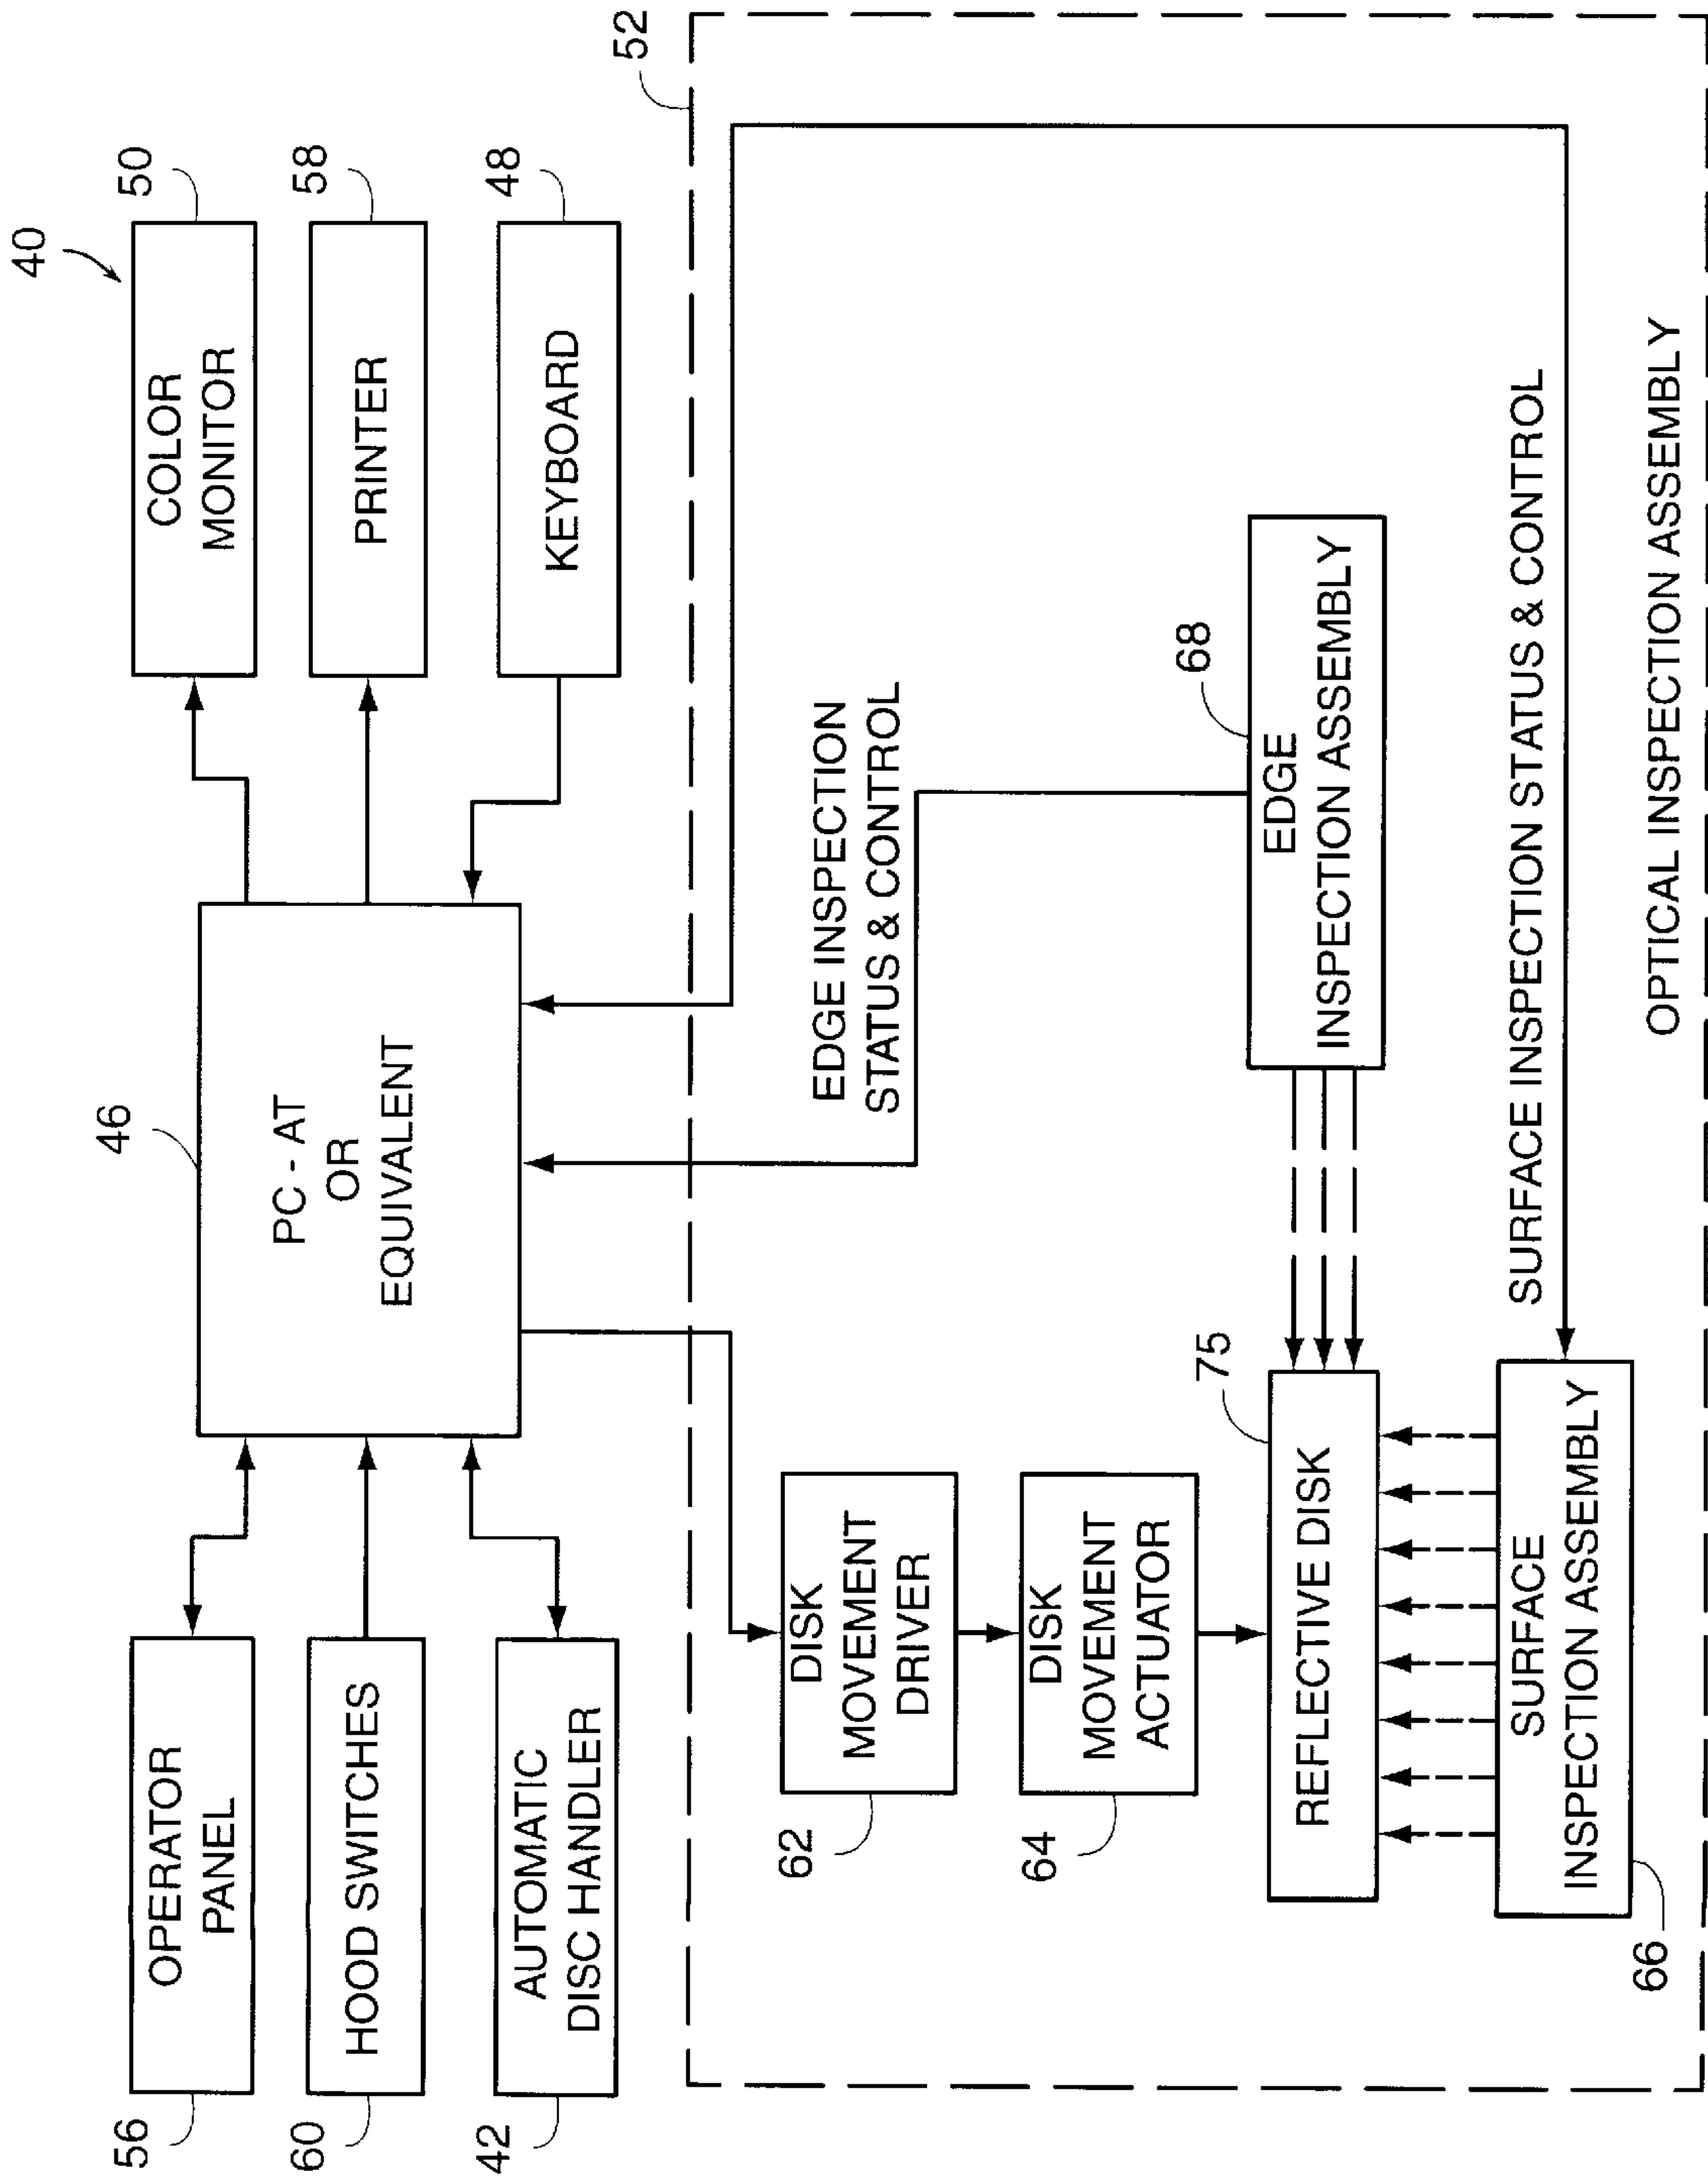 40
56
OPERATOR
PANEL
60
HOOD SWITCHES
42
AUTOMATIC
DISC HANDLER
46
PC - AT
OR
EQUIVALENT
50
COLOR
MONITOR
58
PRINTER
48
KEYBOARD
52
62
DISK
MOVEMENT
DRIVER
64
DISK
MOVEMENT
ACTUATOR
EDGE INSPECTION
STATUS & CONTROL
75
REFLECTIVE DISK
68
EDGE
INSPECTION ASSEMBLY
66
SURFACE
INSPECTION ASSEMBLY
SURFACE INSPECTION STATUS & CONTROL
OPTICAL INSPECTION ASSEMBLY